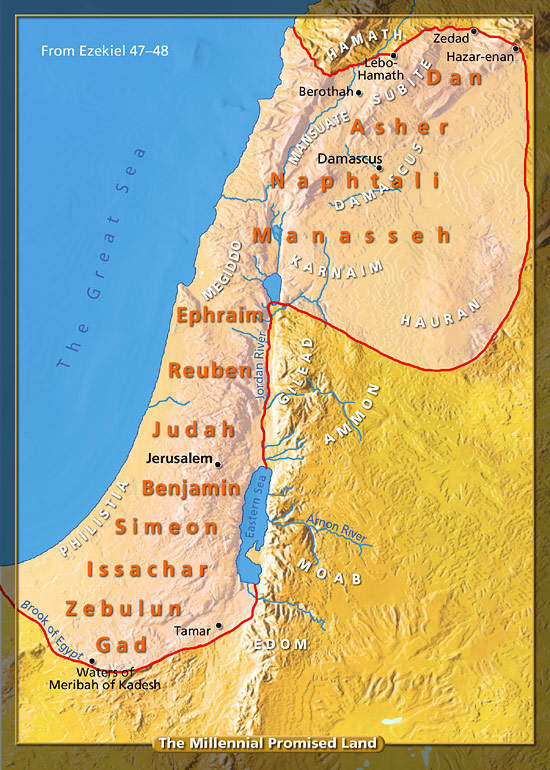 From Ezekiel 47–48
HAMATH
Zedad
Hazar-enan
Lebo-
Hamath
Dan
Berothah
SUBITE
MANSUATE
Asher
Damascus
Naphtali
DAMASCUS
Manasseh
The Great Sea
MEGIDDO
KARNAIM
HAURAN
Ephraim
Jordan River
GILEAD
Reuben
AMMON
Judah
Jerusalem
Benjamin
Eastern Sea
PHILISTIA
Simeon
Arnon River
Issachar
MOAB
Zebulun
Brook of Egypt
Tamar
Gad
EDOM
Waters of
Meribah of Kadesh
The Millennial Promised Land